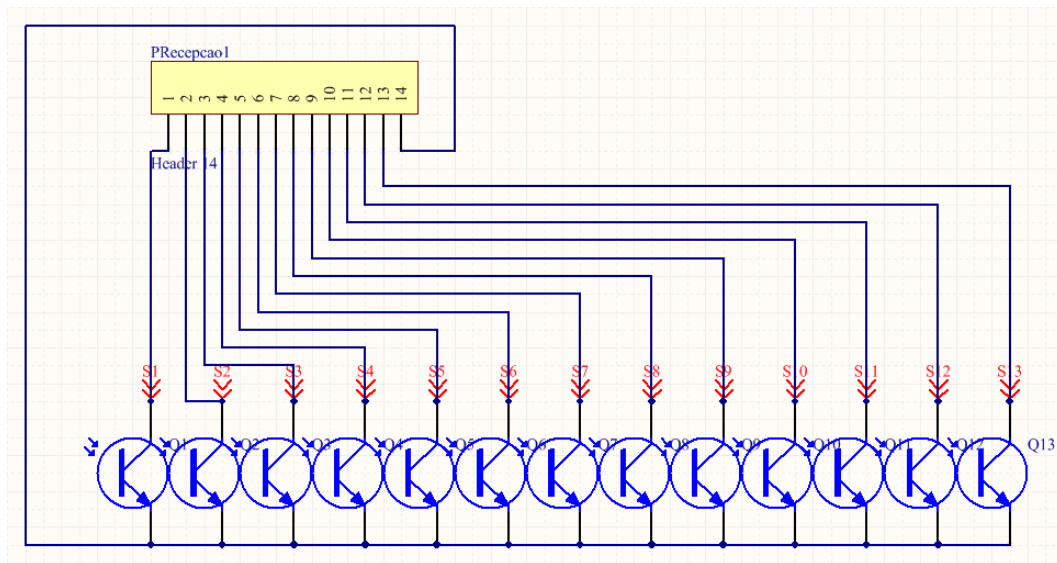 PRecepcao1
1 2 3 4 5 6 7 8 9 10 11 12 13 14
Header 14
S1 S2 S3 S4 S5 S6 S7 S8 S9 S10 S11 S12 S13
Q1 Q2 Q3 Q4 Q5 Q6 Q7 Q8 Q9 Q10 Q11 Q12 Q13